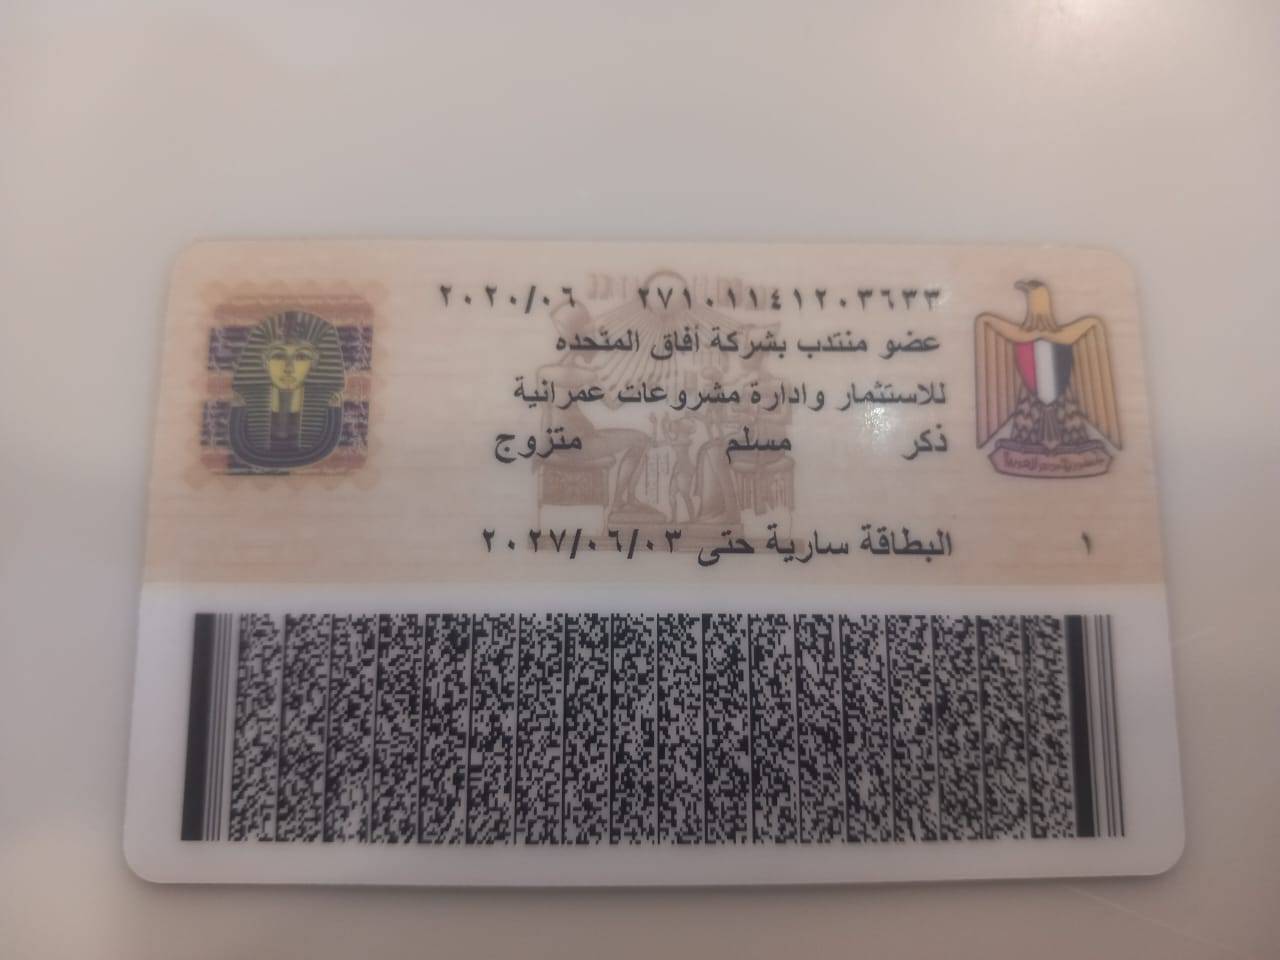 ٢٧١٠١١٤١٢٠٣٦٣٣ ٢٠٢٠/٠٦
عضو منتدب بشركة أفاق المتحده
للاستثمار وادارة مشروعات عمرانية
ذكر مسلم متزوج
١ البطاقة سارية حتى ٢٠٢٧/٠٦/٠٣